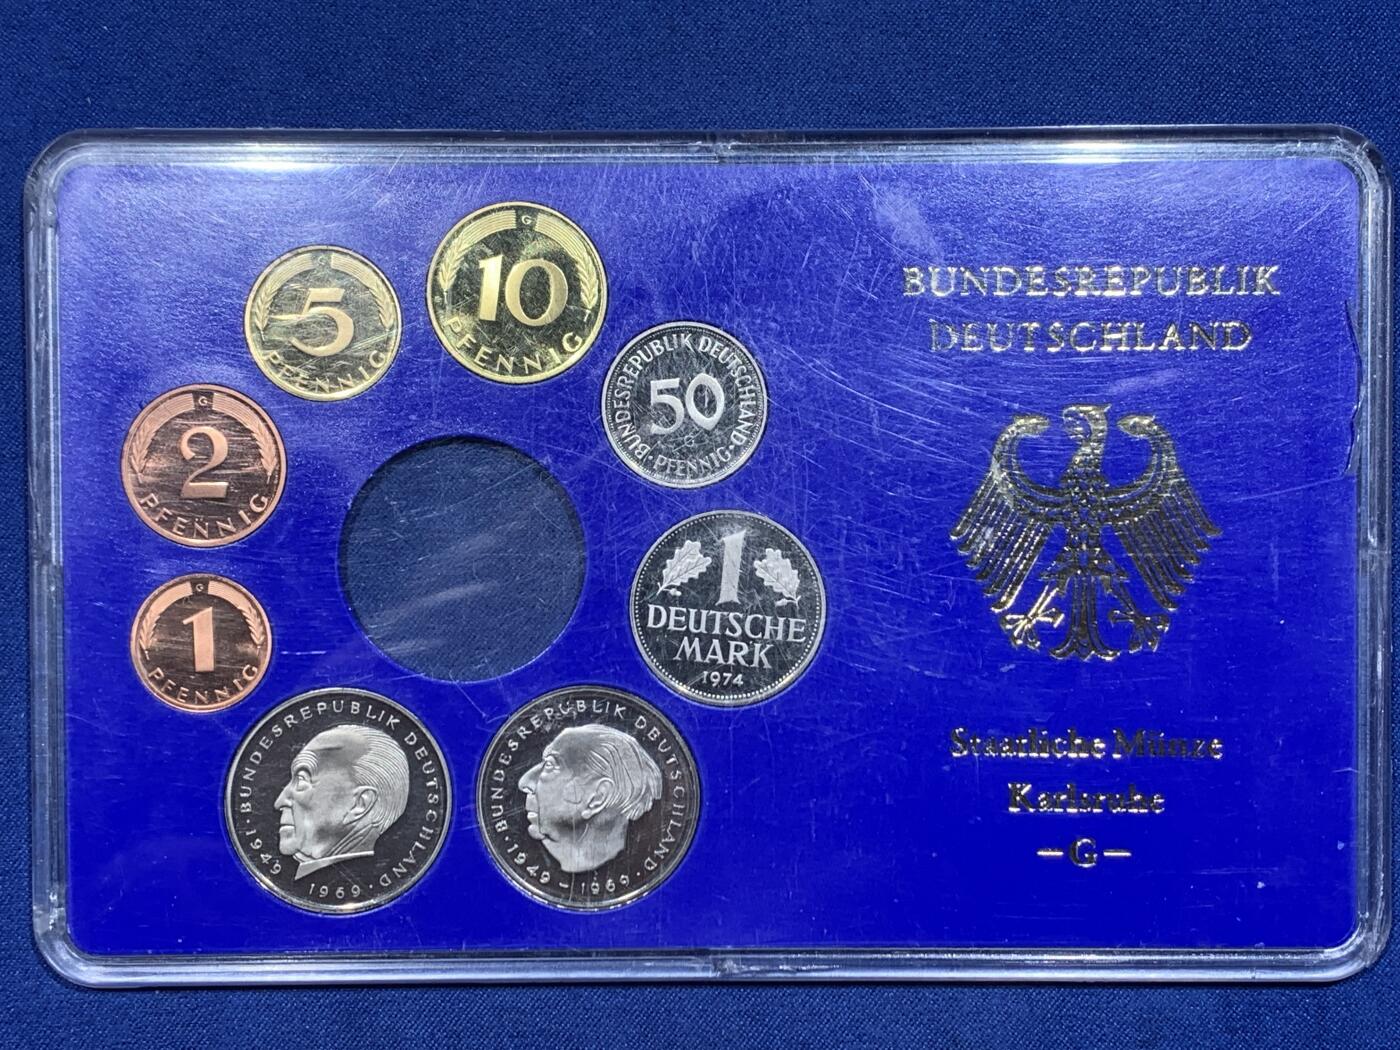 BUNDESREPUBLIK
DEUTSCHLAND
Staatliche Münze
Karlsruhe
-G-
G
5
PFENNIG
G
10
PFENNIG
BUNDESREPUBLIK DEUTSCHLAND
50
G
· PFENNIG ·
G
2
PFENNIG
1
DEUTSCHE
MARK
1974
G
1
PFENNIG
· BUNDESREPUBLIK DEUTSCHLAND ·
1949 1969
· BUNDESREPUBLIK DEUTSCHLAND ·
1949 - 1969